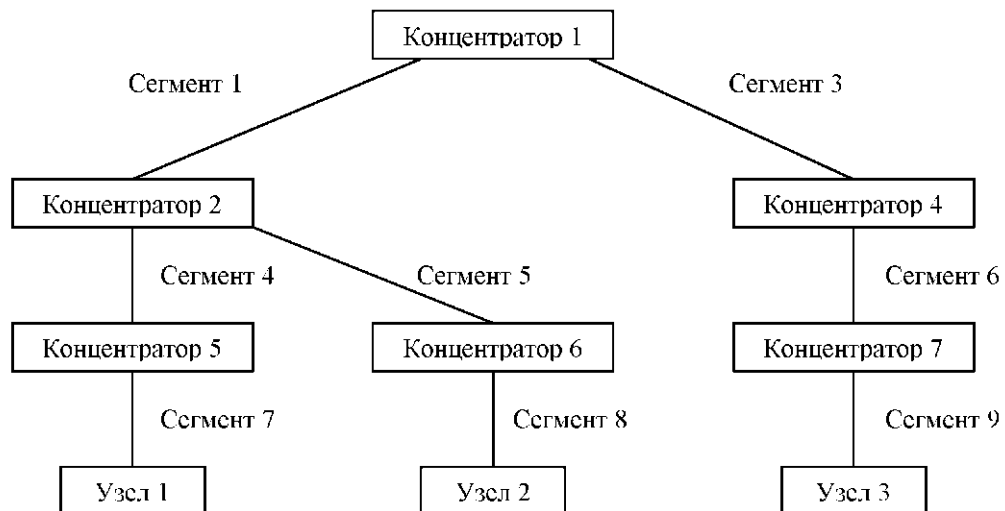 Концентратор 1
Сегмент 1
Сегмент 3
Концентратор 2
Концентратор 4
Сегмент 4
Сегмент 5
Сегмент 6
Концентратор 5
Концентратор 6
Концентратор 7
Сегмент 7
Сегмент 8
Сегмент 9
Узел 1
Узел 2
Узел 3